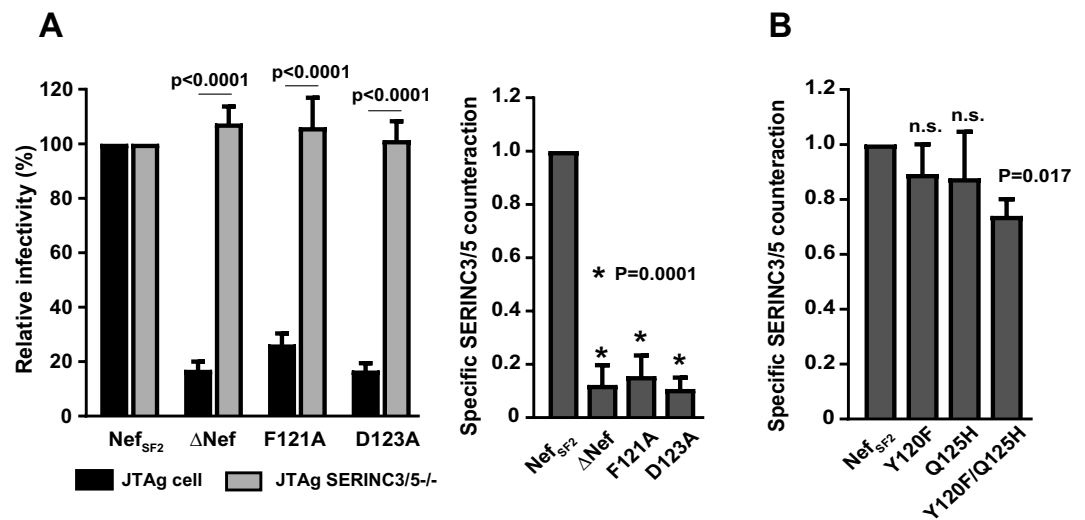 A
Relative infectivity (%)
120
100
80
60
40
20
0
p<0.0001
p<0.0001
p<0.0001
NefSF2
ΔNef
F121A
D123A
JTAg cell
JTAg SERINC3/5-/-
Specific SERINC3/5 counteraction
1.2
1.0
0.8
0.6
0.4
0.2
0
* P=0.0001
* * *
NefSF2
ΔNef
F121A
D123A
B
Specific SERINC3/5 counteraction
1.2
1.0
0.8
0.6
0.4
0.2
0
n.s.
n.s.
P=0.017
NefSF2
Y120F
Q125H
Y120F/Q125H